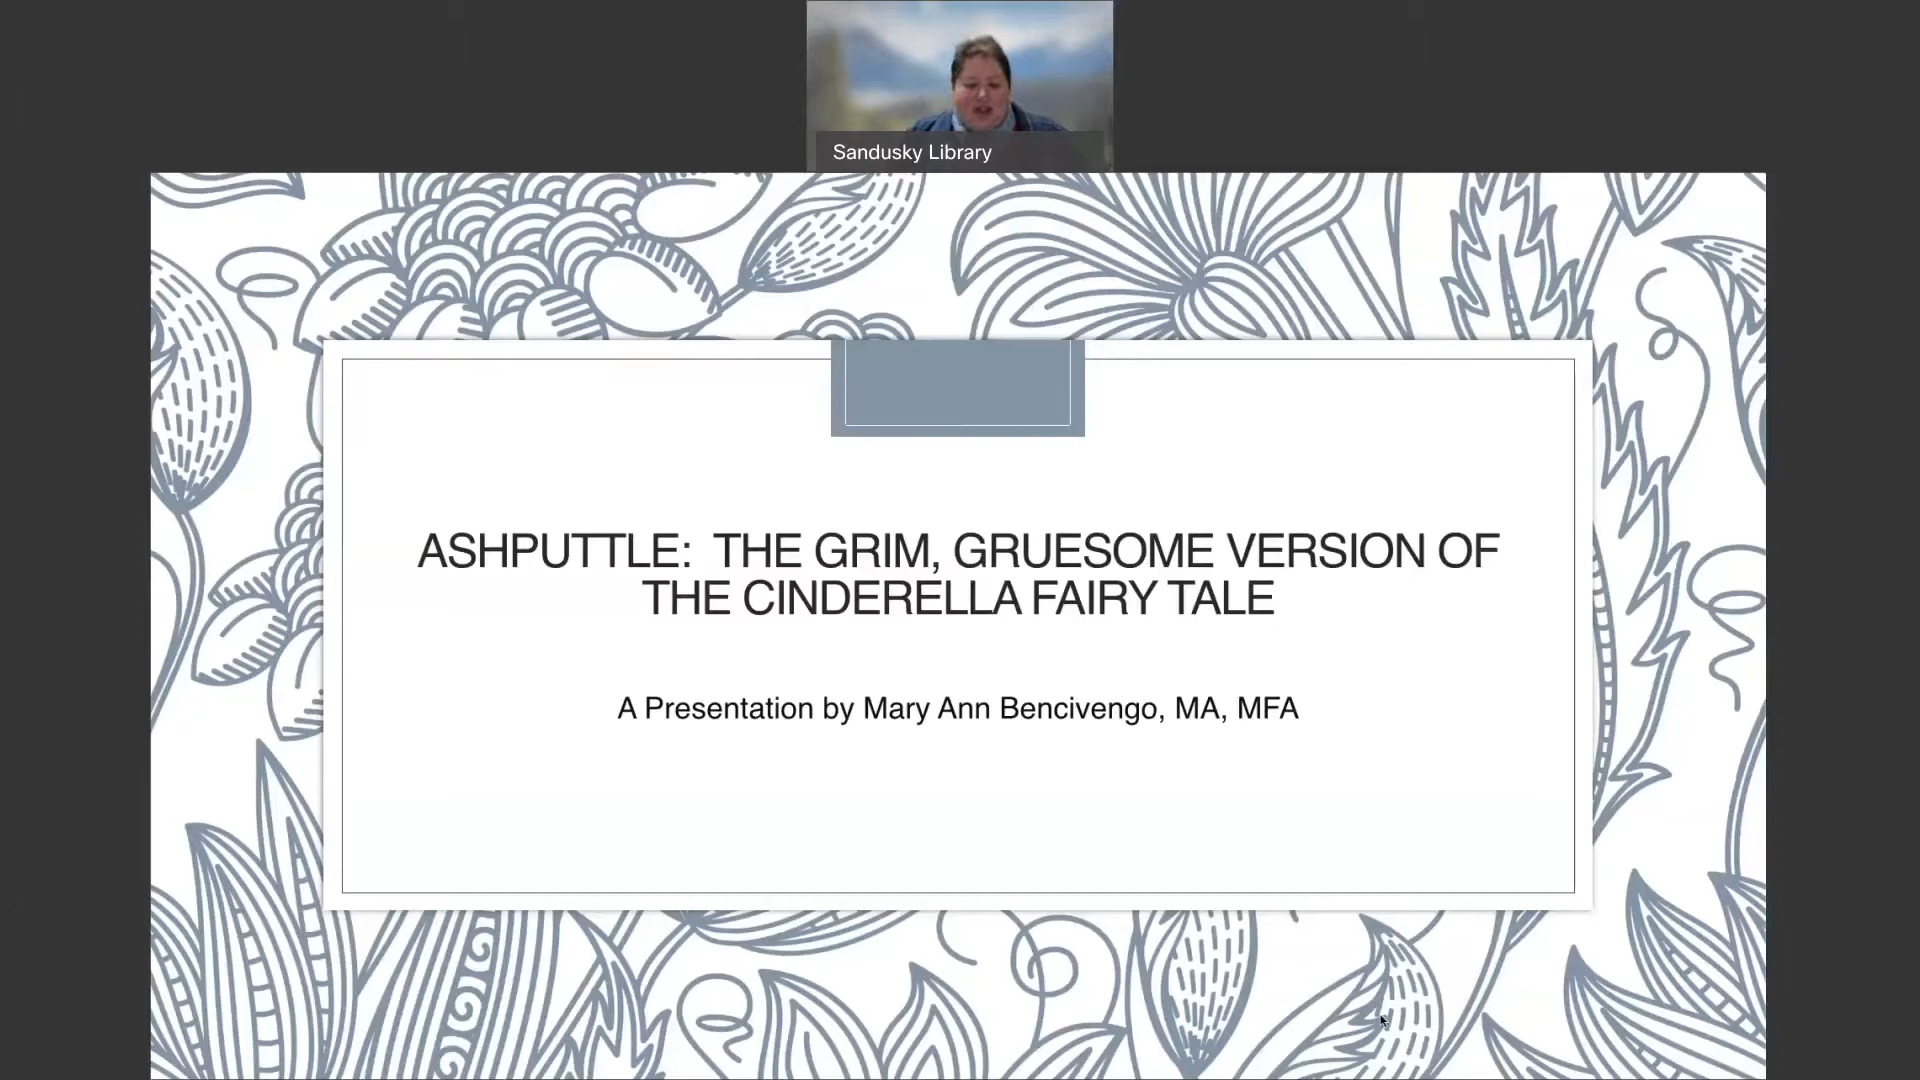 Sandusky Library
ASHPUTTLE:  THE GRIM, GRUESOME VERSION OF
THE CINDERELLA FAIRY TALE
A Presentation by Mary Ann Bencivengo, MA, MFA